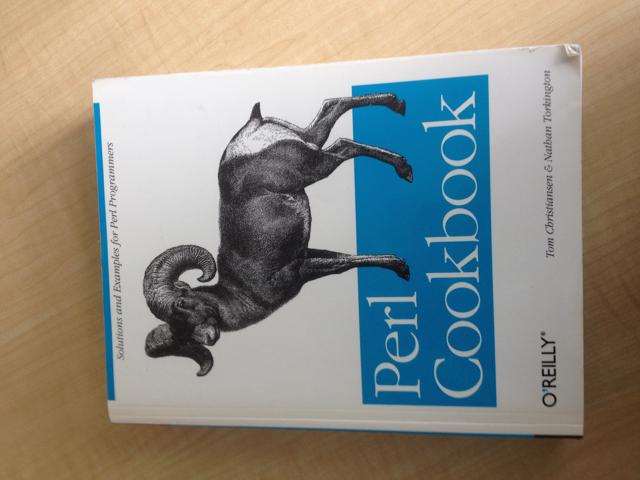 Solutions and Examples for Perl Programmers
Perl
Cookbook
O'REILLY®
Tom Christiansen & Nathan Torkington